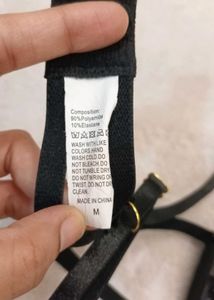 Composition:
90%Polyamide
10%Elastane
WASH WITH LIKE
COLORS HAND
WASH COLD DO
NOT BLEACH.DO
NOT TUMBLE DRY
DO NOT WRING OR
TWIST. DO NOT DRY
CLEAN.
MADE IN CHINA
M